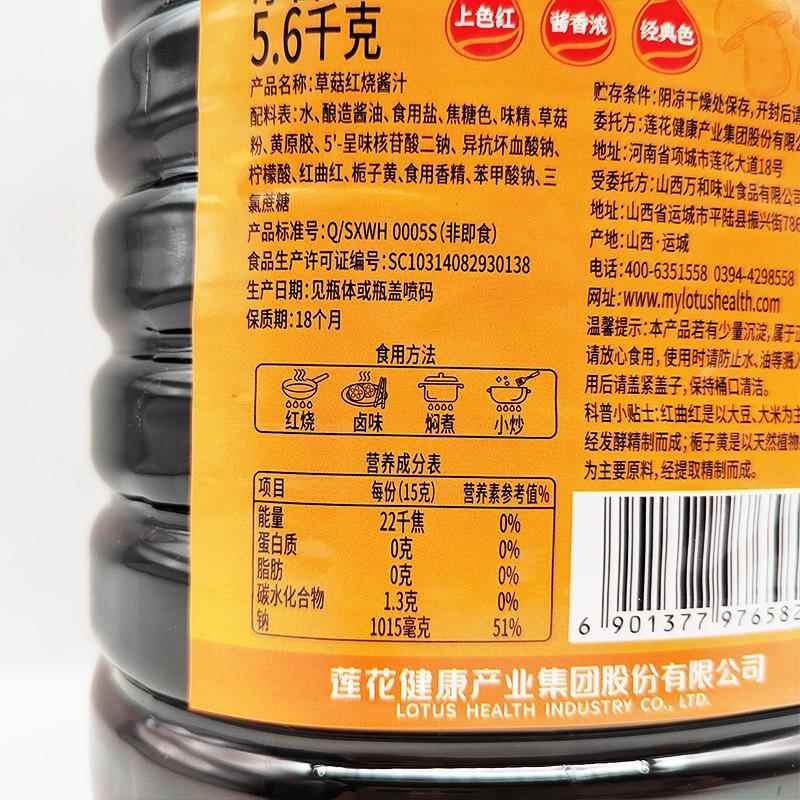 5.6千克
上色红
酱香浓
经典色
产品名称:草菇红烧酱汁
配料表:水、酿造酱油、食用盐、焦糖色、味精、草菇
粉、黄原胶、5'-呈味核苷酸二钠、异抗坏血酸钠、
柠檬酸、红曲红、栀子黄、食用香精、苯甲酸钠、三
氯蔗糖
产品标准号:Q/SXWH 0005S(非即食)
食品生产许可证编号:SC10314082930138
生产日期:见瓶体或瓶盖喷码
保质期:18个月
食用方法
红烧
卤味
焖煮
小炒
营养成分表
项目 每份(15克) 营养素参考值%
能量 22千焦 0%
蛋白质 0克 0%
脂肪 0克 0%
碳水化合物 1.3克 0%
钠 1015毫克 51%
贮存条件:阴凉干燥处保存,开封后请
委托方:莲花健康产业集团股份有限公
地址:河南省项城市莲花大道18号
受委托方:山西万和味业食品有限公
地址:山西省运城市平陆县振兴街786
产地:山西·运城
电话:400-6351558 0394-4298558
网址:www.mylotushealth.com
温馨提示:本产品若有少量沉淀,属于正
请放心食用,使用时请防止水、油等溅入
用后请盖紧盖子,保持桶口清洁。
科普小贴士:红曲红是以大豆、大米为主
经发酵精制而成;栀子黄是以天然植物
为主要原料,经提取精制而成。
6 901377 976582
莲花健康产业集团股份有限公司
LOTUS HEALTH INDUSTRY CO., LTD.